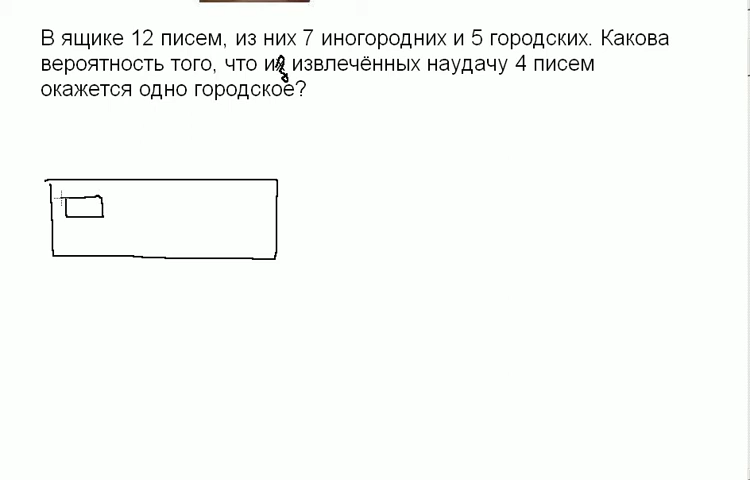 В ящике 12 писем, из них 7 иногородних и 5 городских. Какова
вероятность того, что из извлечённых наудачу 4 писем
окажется одно городское?